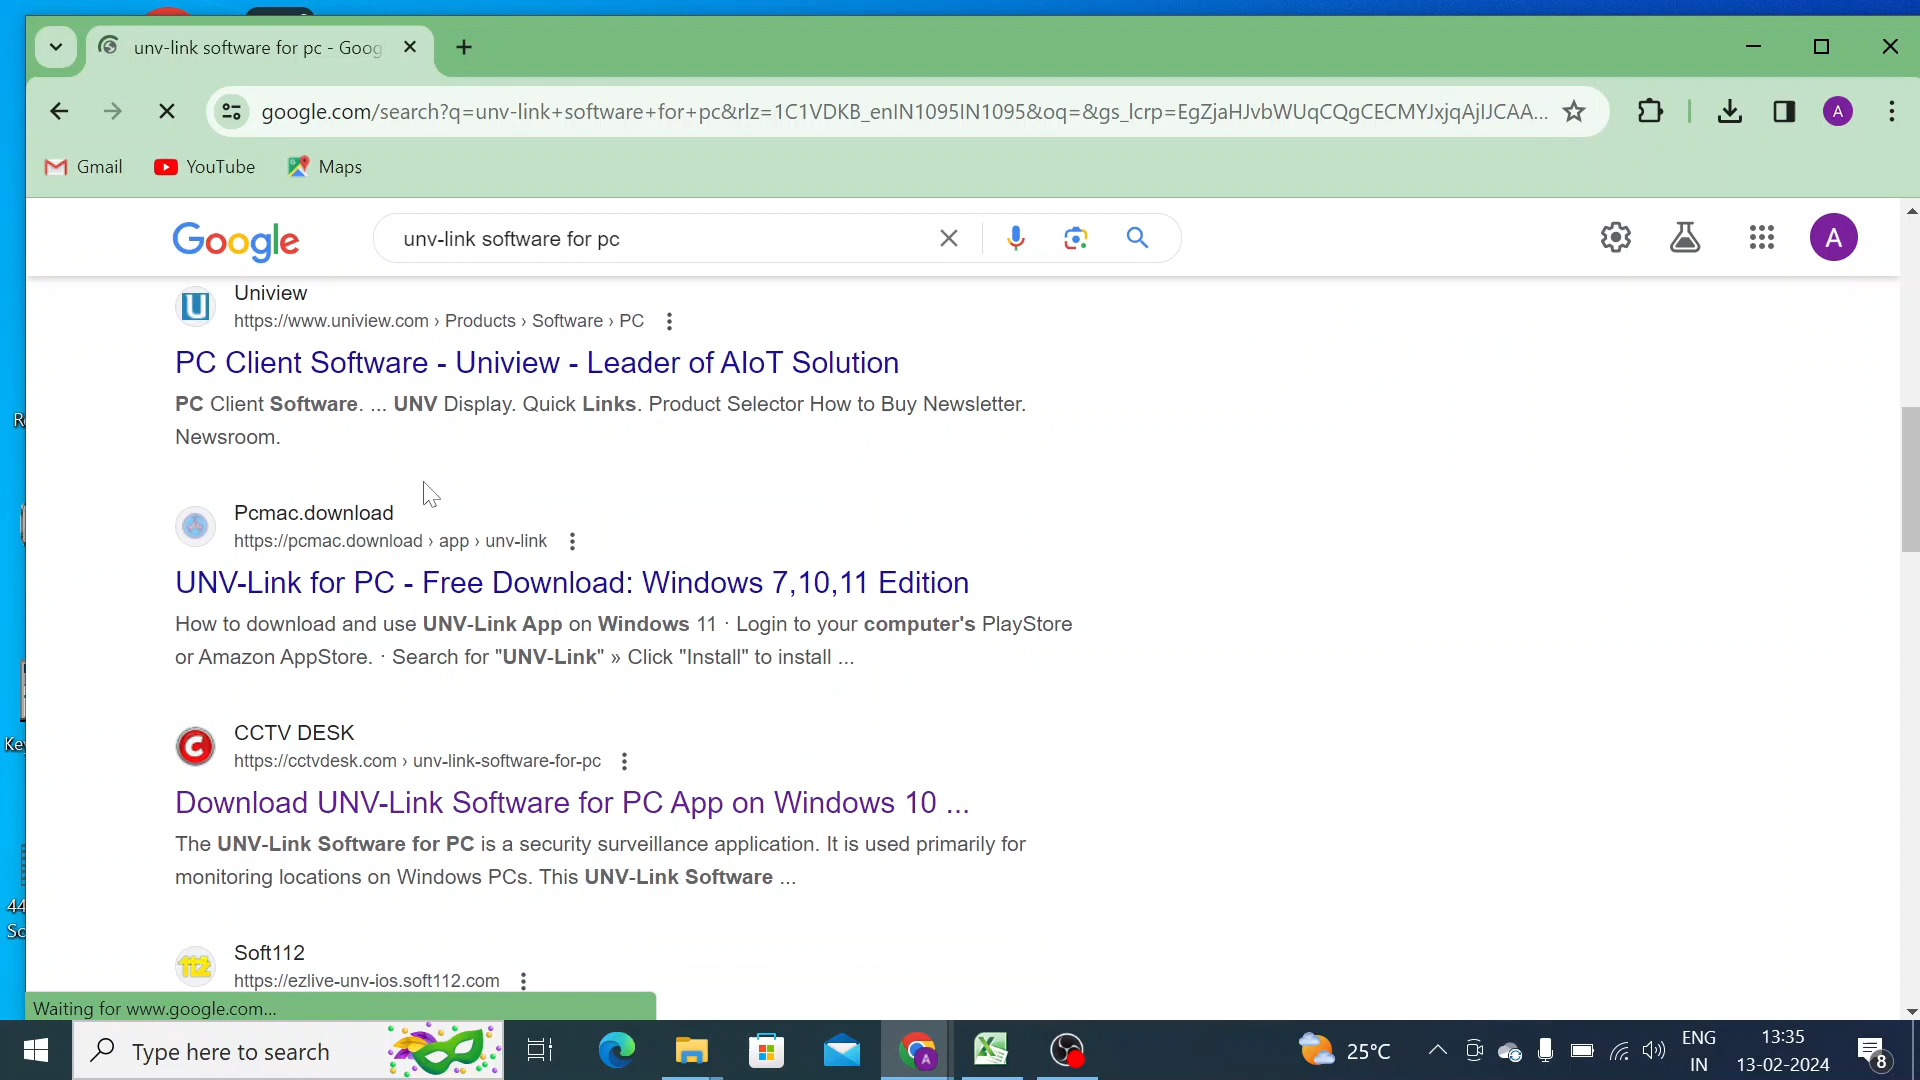 unv-link software for pc - Goog
google.com/search?q=unv-link+software+for+pc&rlz=1C1VDKB_enIN1095IN1095&oq=&gs_lcrp=EgZjaHJvbWUqCQgCECMYJxjqAjIJCAA...
A
Gmail
YouTube
Maps
Google
unv-link software for pc
A
U
Uniview
https://www.uniview.com › Products › Software › PC
PC Client Software - Uniview - Leader of AIoT Solution
PC Client Software. ... UNV Display. Quick Links. Product Selector How to Buy Newsletter.
Newsroom.
Pcmac.download
https://pcmac.download › app › unv-link
UNV-Link for PC - Free Download: Windows 7,10,11 Edition
How to download and use UNV-Link App on Windows 11 · Login to your computer's PlayStore
or Amazon AppStore. · Search for "UNV-Link" » Click "Install" to install ...
C
CCTV DESK
https://cctvdesk.com › unv-link-software-for-pc
Download UNV-Link Software for PC App on Windows 10 ...
The UNV-Link Software for PC is a security surveillance application. It is used primarily for
monitoring locations on Windows PCs. This UNV-Link Software ...
112
Soft112
https://ezlive-unv-ios.soft112.com
Waiting for www.google.com...
Type here to search
A
25°C
ENG
IN
13:35
13-02-2024
8